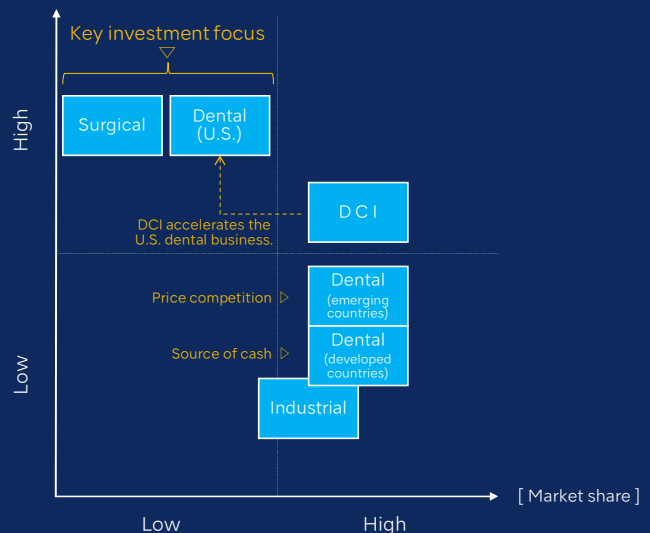 Key investment focus
High
Surgical
Dental
(U.S.)
D C I
DCI accelerates the
U.S. dental business.
Dental
(emerging
countries)
Price competition
Dental
(developed
countries)
Source of cash
Low
Industrial
[ Market share ]
Low
High